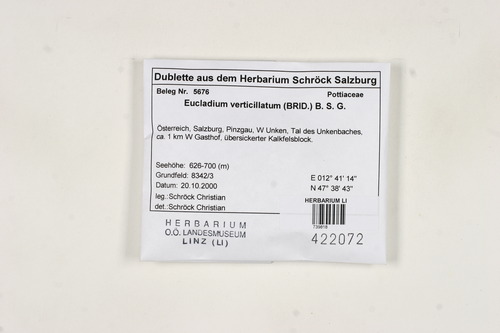 Dublette aus dem Herbarium Schröck Salzburg
Beleg Nr. 5676 Pottiaceae
Eucladium verticillatum (BRID.) B. S. G.
Österreich, Salzburg, Pinzgau, W Unken, Tal des Unkenbaches,
ca. 1 km W Gasthof, übersickerter Kalkfelsblock.
Seehöhe: 626-700 (m)
Grundfeld: 8342/3 E 012° 41' 14"
Datum: 20.10.2000 N 47° 38' 43"
leg.:Schröck Christian HERBARIUM LI
det.:Schröck Christian
HERBARIUM
O.Ö. LANDESMUSEUM
LINZ (LI)
422072